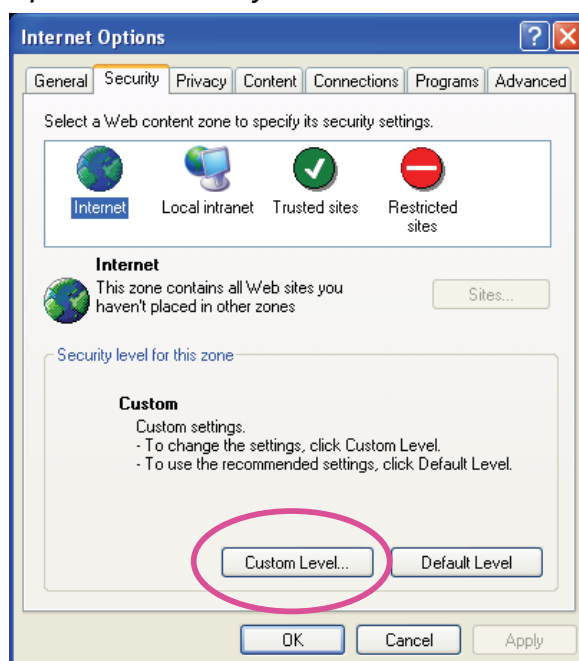 Internet Options
General Security Privacy Content Connections Programs Advanced
Select a Web content zone to specify its security settings.
Internet Local intranet Trusted sites Restricted sites
Internet
This zone contains all Web sites you
haven't placed in other zones
Sites...
Security level for this zone
Custom
Custom settings.
- To change the settings, click Custom Level.
- To use the recommended settings, click Default Level.
Custom Level... Default Level
OK Cancel Apply